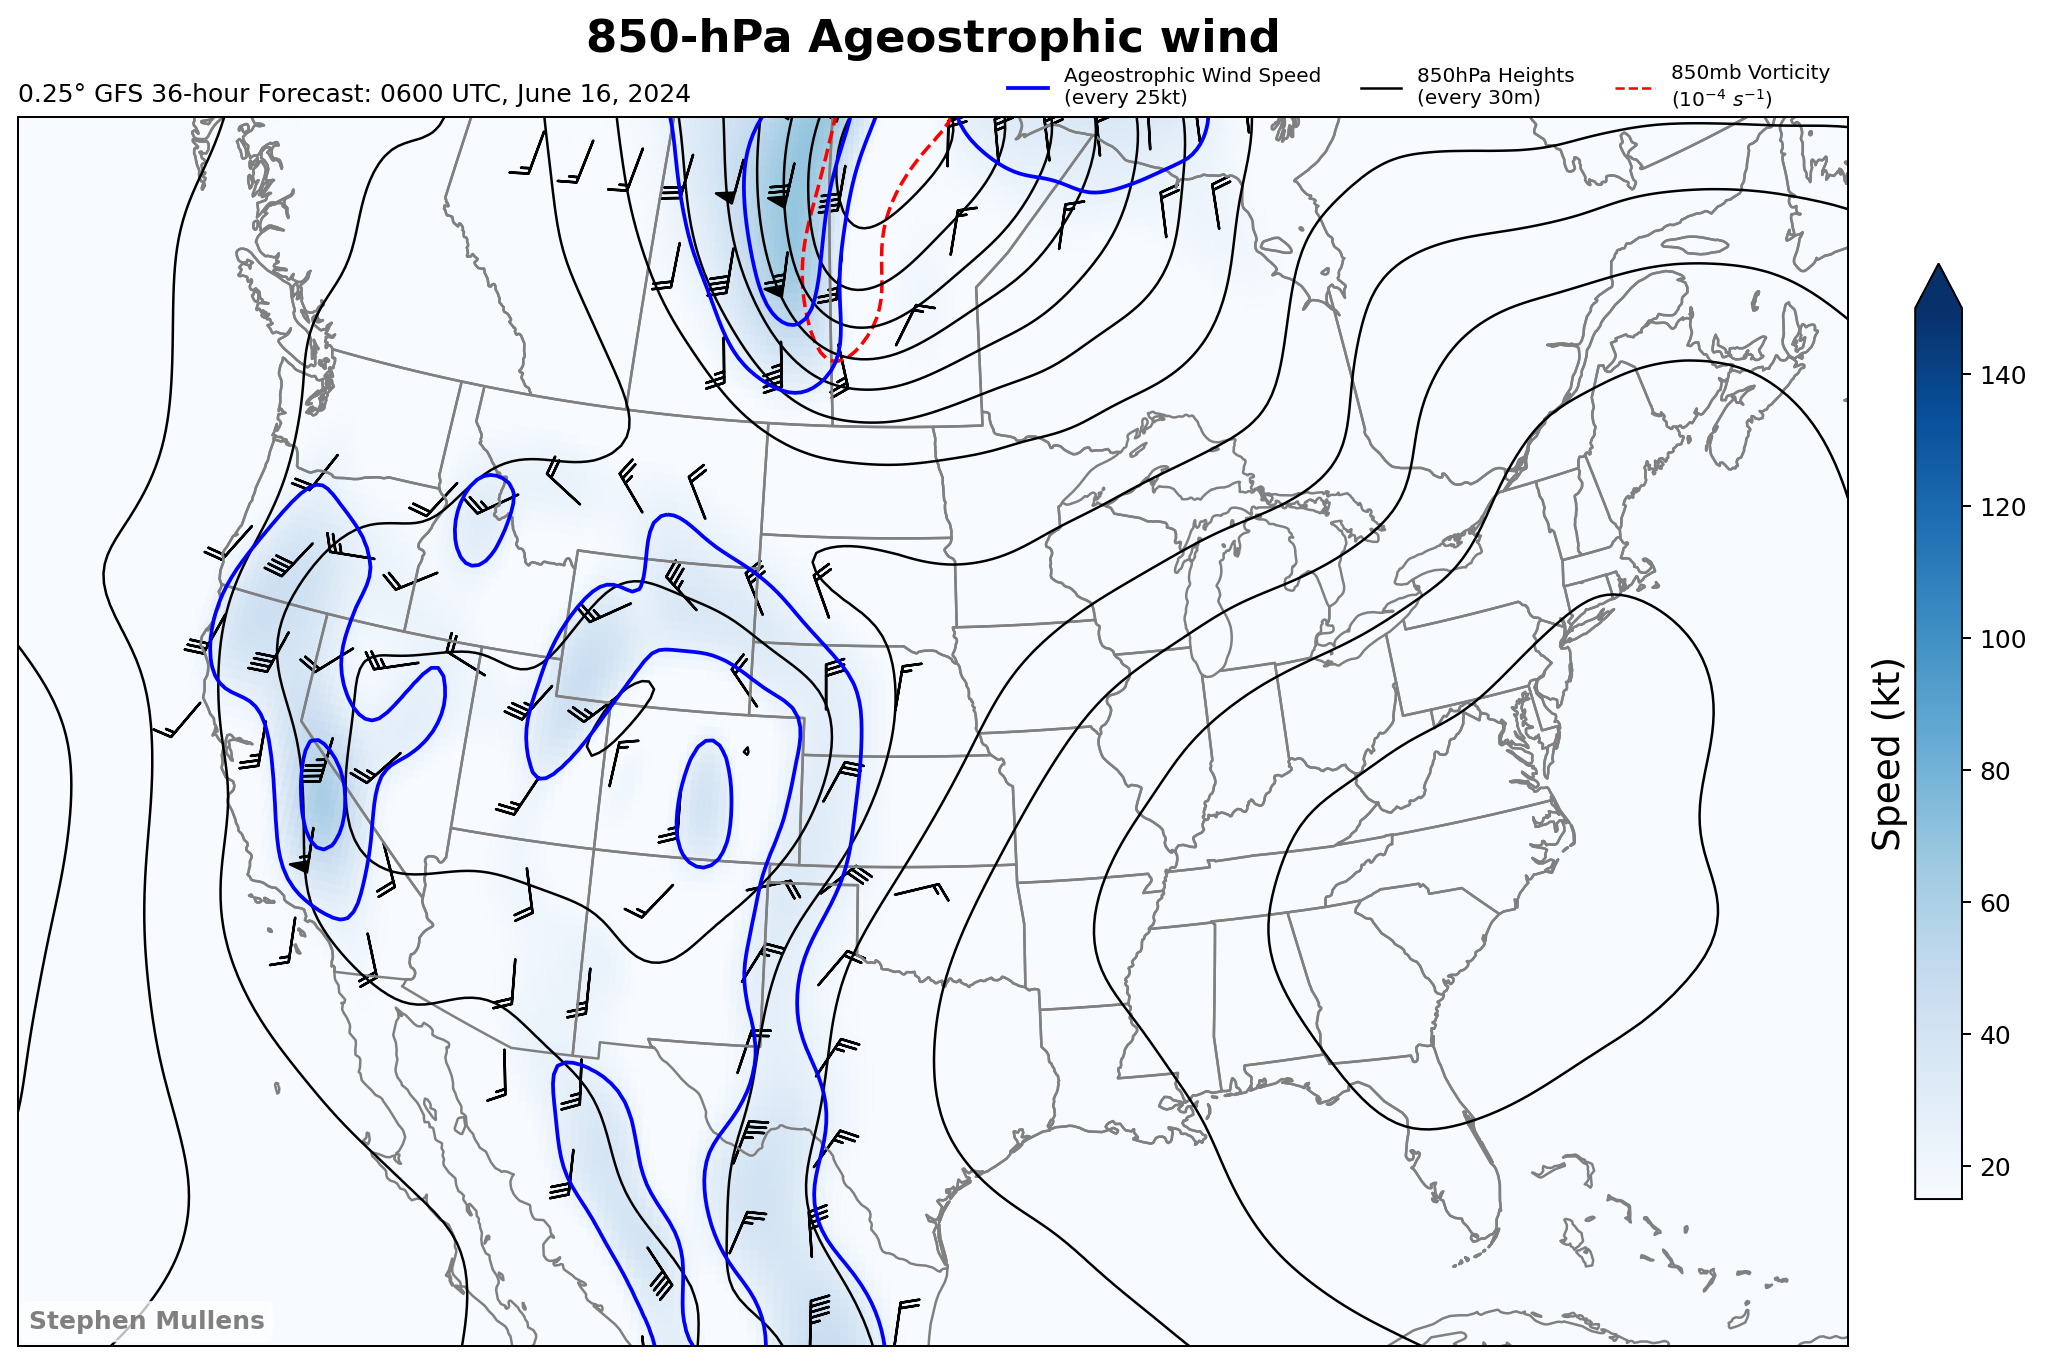 850-hPa Ageostrophic wind
0.25° GFS 36-hour Forecast: 0600 UTC, June 16, 2024
Ageostrophic Wind Speed
(every 25kt)
850hPa Heights
(every 30m)
850mb Vorticity
(10⁻⁴ s⁻¹)
140
120
100
80
60
40
20
Speed (kt)
Stephen Mullens